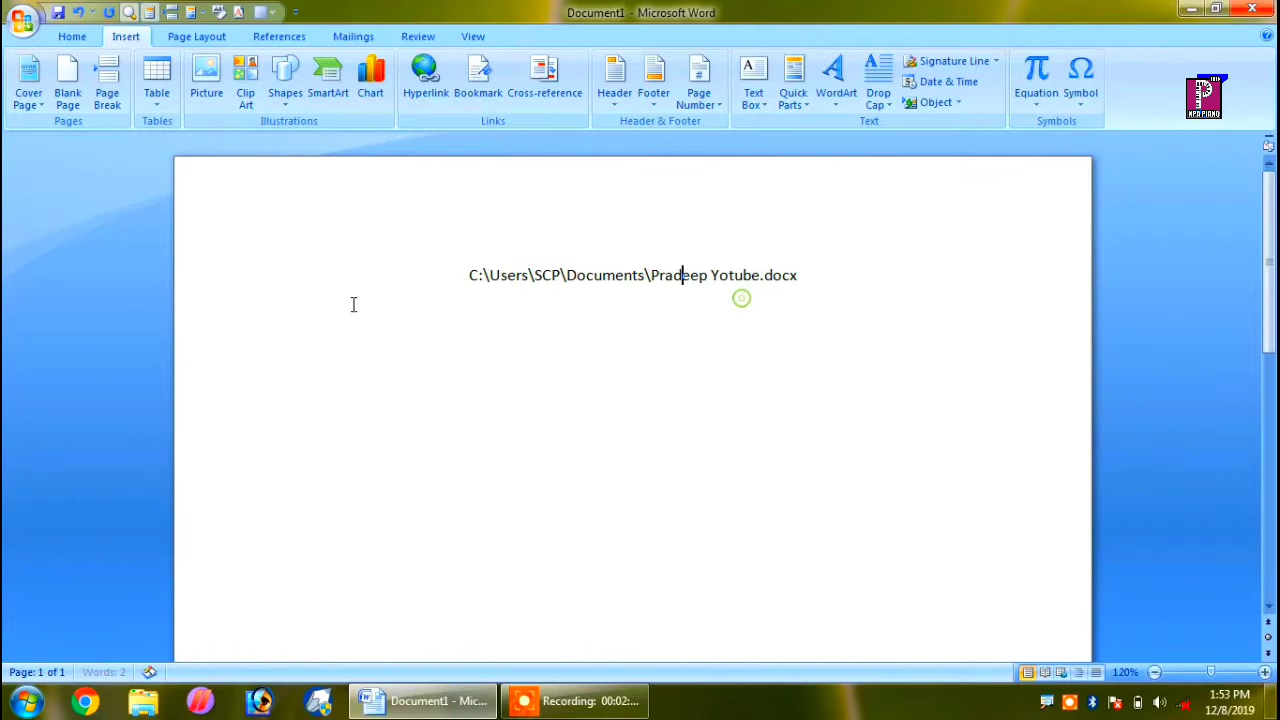 Document1 - Microsoft Word
Home Insert Page Layout References Mailings Review View
Cover Page Blank Page Page Break Table Picture Clip Art Shapes SmartArt Chart Hyperlink Bookmark Cross-reference Header Footer Page Number Text Box Quick Parts WordArt Drop Cap Signature Line Date & Time Object Equation Symbol
Pages Tables Illustrations Links Header & Footer Text Symbols
MPA PIANO
C:\Users\SCP\Documents\Pradeep Yotube.docx
Page: 1 of 1 Words: 2 120%
Document1 - Mic... Recording: 00:02:... 1:53 PM
12/8/2019